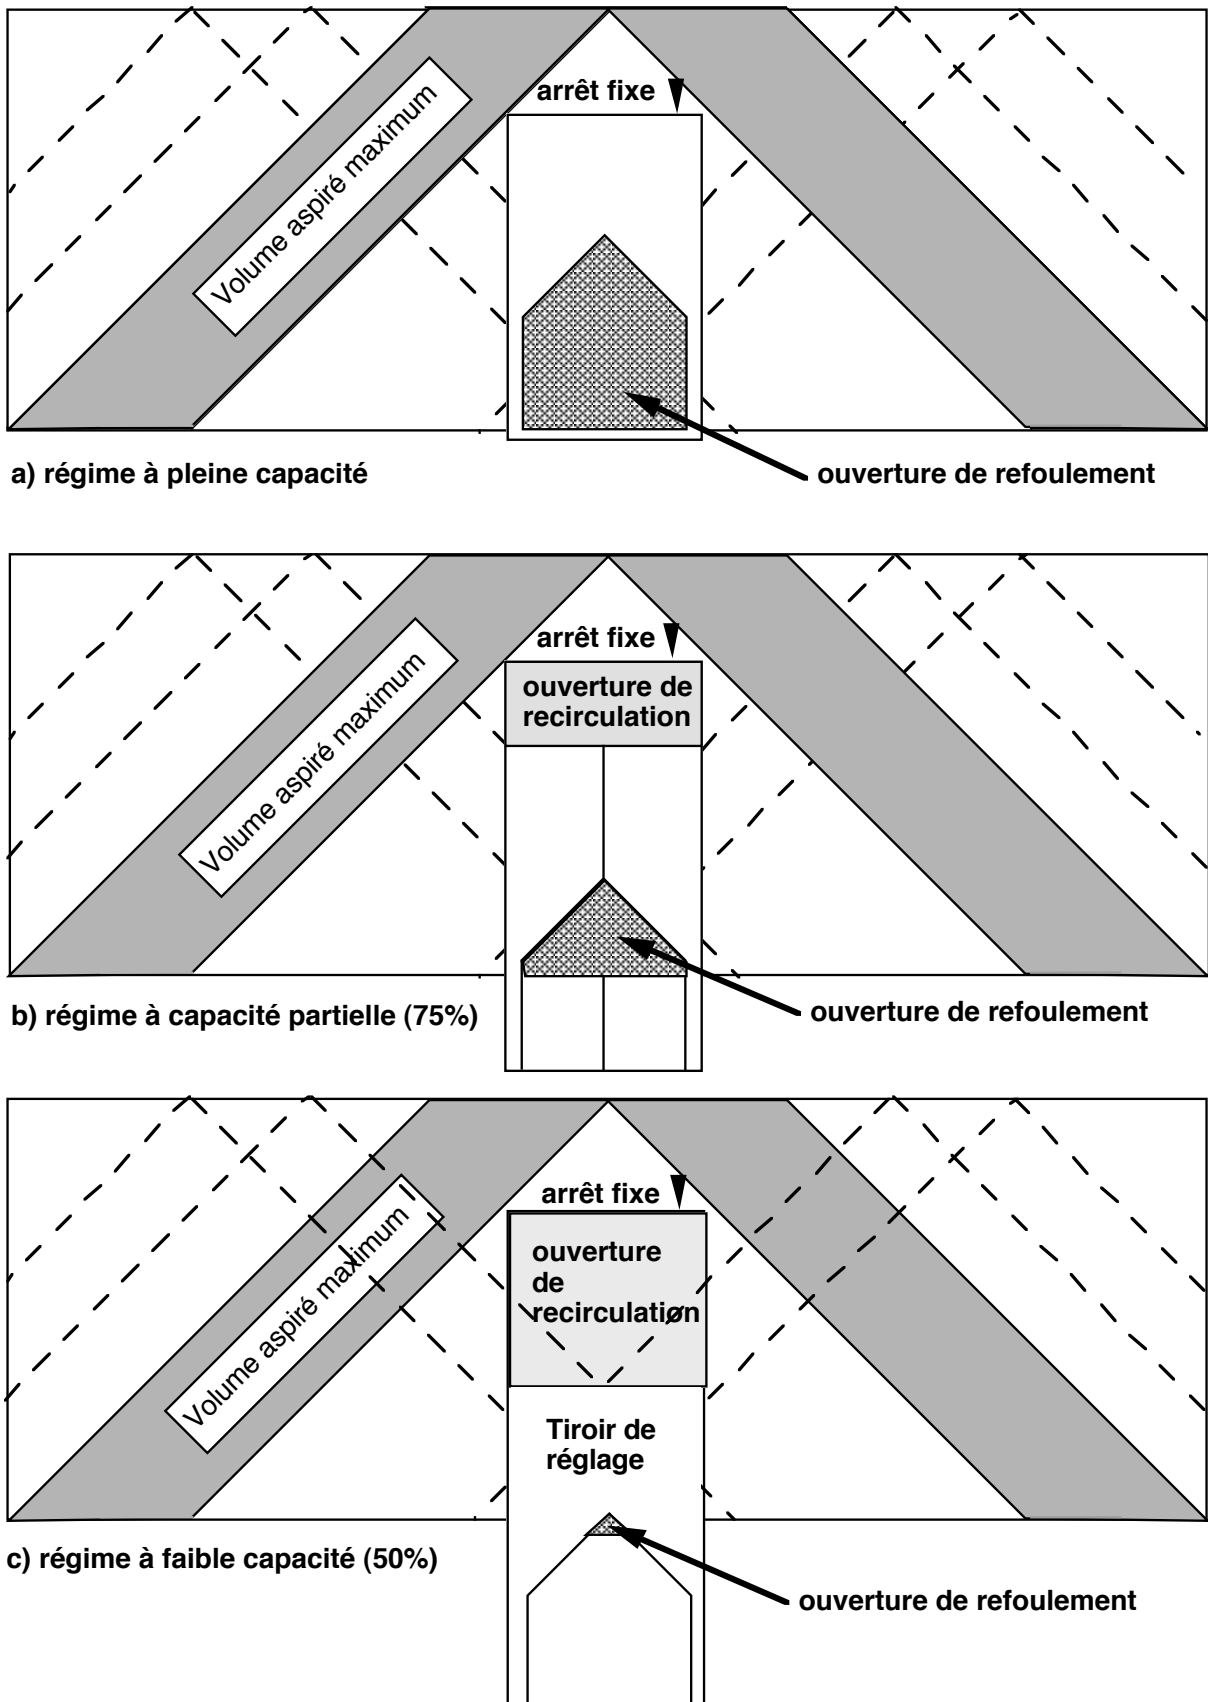 arrêt fixe
Volume aspiré maximum
a) régime à pleine capacité
ouverture de refoulement
arrêt fixe
ouverture de
recirculation
Volume aspiré maximum
b) régime à capacité partielle (75%)
ouverture de refoulement
arrêt fixe
ouverture
de
recirculation
Volume aspiré maximum
Tiroir de
réglage
c) régime à faible capacité (50%)
ouverture de refoulement